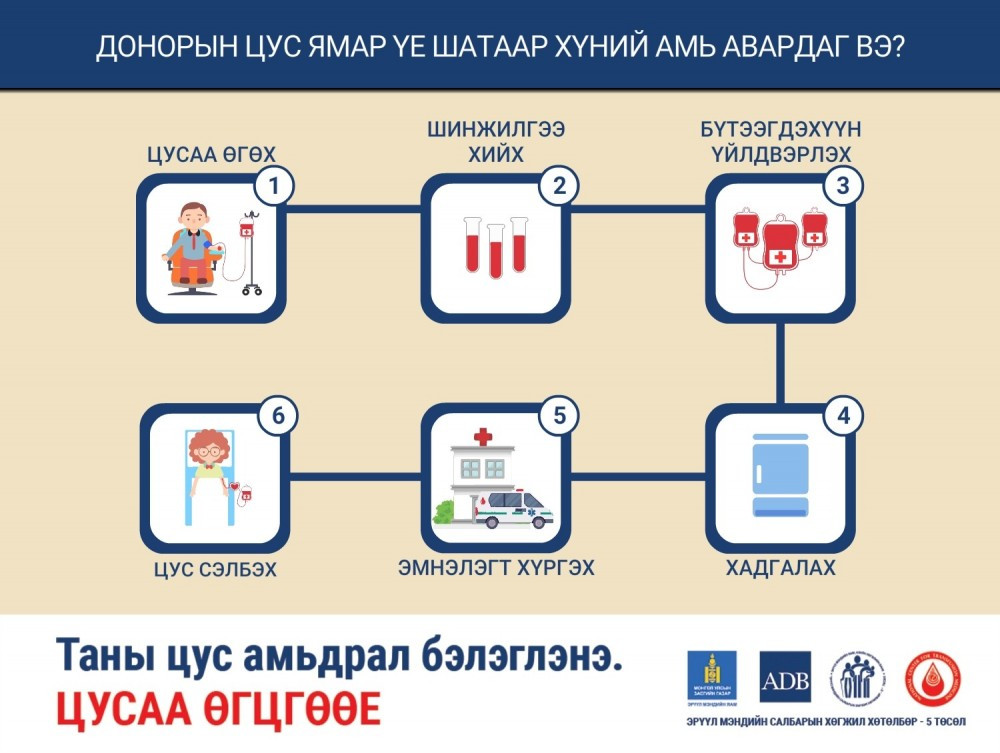 ДОНОРЫН ЦУС ЯМАР ҮЕ ШАТААР ХҮНИЙ АМЬ АВАРДАГ ВЭ?
ЦУСАА ӨГӨХ
1
ШИНЖИЛГЭЭ
ХИЙХ
2
БҮТЭЭГДЭХҮҮН
ҮЙЛДВЭРЛЭХ
3
6
ЦУС СЭЛБЭХ
5
ЭМНЭЛЭГТ ХҮРГЭХ
4
ХАДГАЛАХ
Таны цус амьдрал бэлэглэнэ.
ЦУСАА ӨГЦГӨӨЕ
МОНГОЛ УЛСЫН
ЗАСГИЙН ГАЗАР
ЭРҮҮЛ МЭНДИЙН ЯАМ
ADB
ЭРҮҮЛ МЭНДИЙН САЛБАРЫН ХӨГЖИЛ ХӨТӨЛБӨР - 5 ТӨСӨЛ